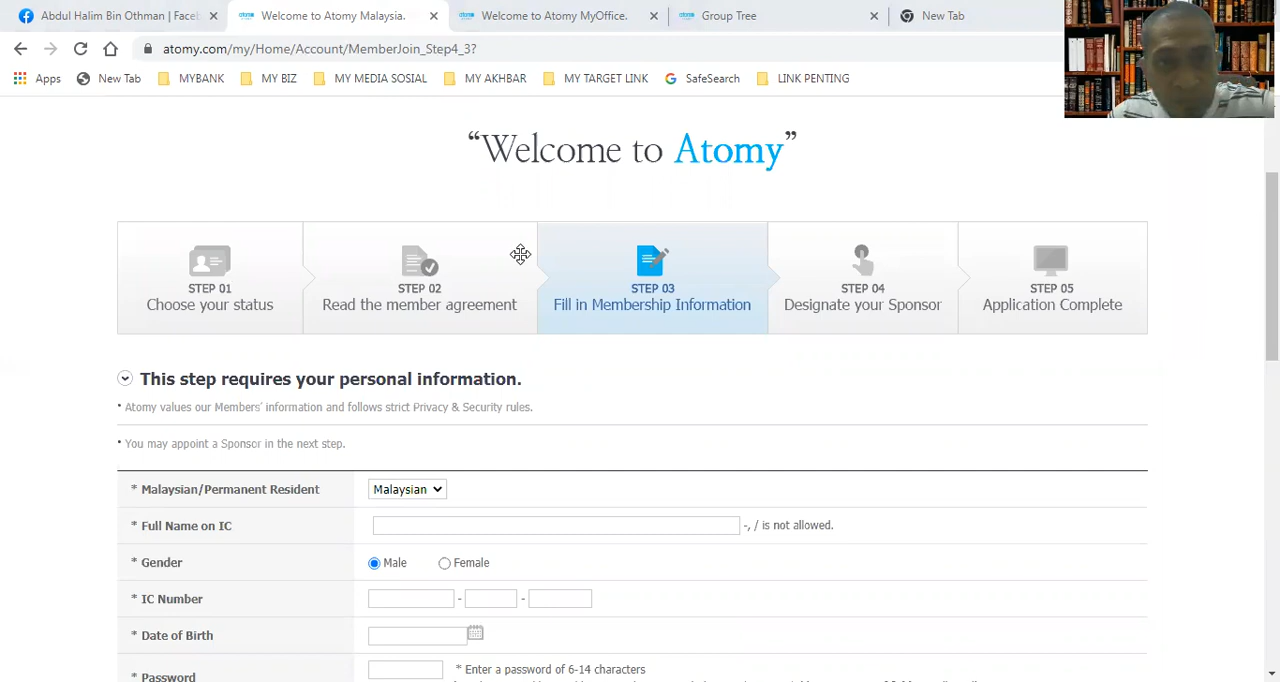 Abdul Halim Bin Othman | Faceb
Welcome to Atomy Malaysia.
Welcome to Atomy MyOffice.
Group Tree
New Tab
atomy.com/my/Home/Account/MemberJoin_Step4_3?
Apps
New Tab
MYBANK
MY BIZ
MY MEDIA SOSIAL
MY AKHBAR
MY TARGET LINK
SafeSearch
LINK PENTING
“Welcome to Atomy”
STEP 01
Choose your status
STEP 02
Read the member agreement
STEP 03
Fill in Membership Information
STEP 04
Designate your Sponsor
STEP 05
Application Complete
This step requires your personal information.
• Atomy values our Members' information and follows strict Privacy & Security rules.
• You may appoint a Sponsor in the next step.
* Malaysian/Permanent Resident
Malaysian
* Full Name on IC
-, / is not allowed.
* Gender
Male
Female
* IC Number
- -
* Date of Birth
* Password
* Enter a password of 6-14 characters